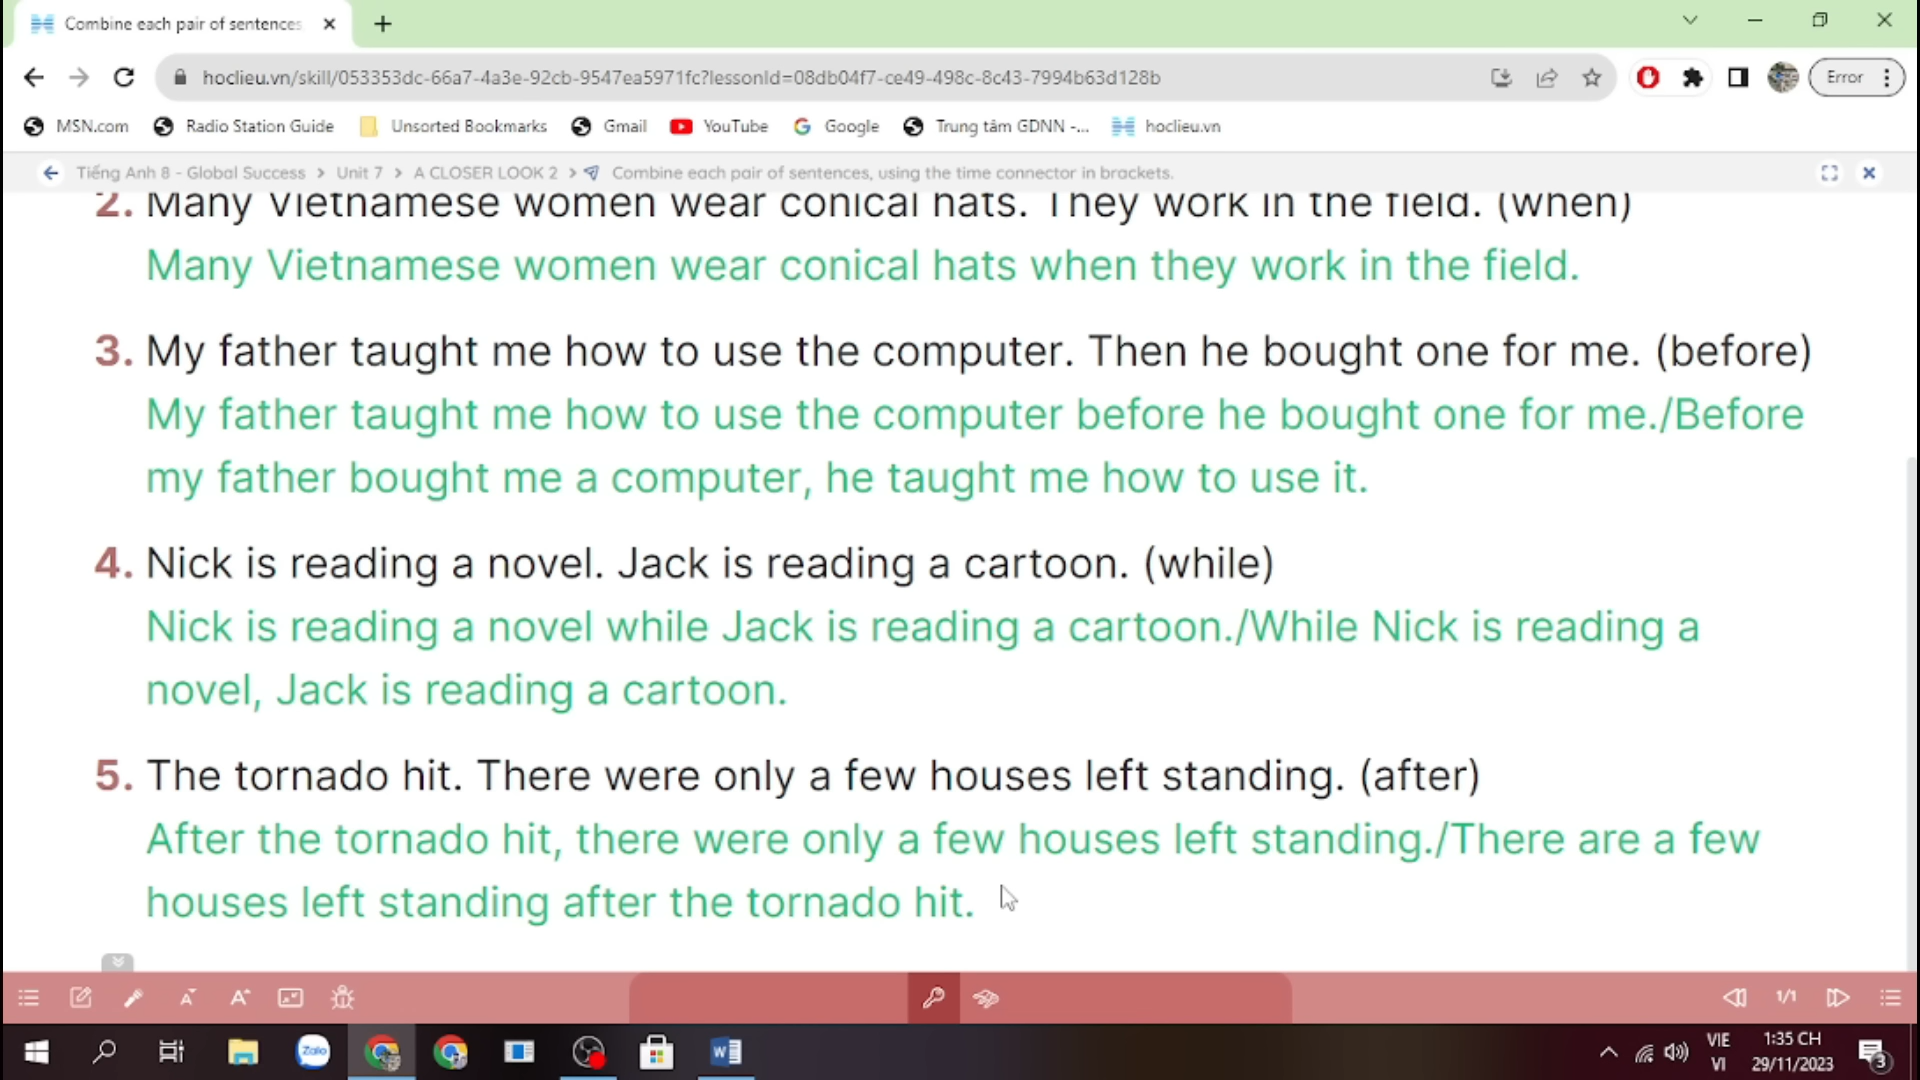 Combine each pair of sentences
hoclieu.vn/skill/053353dc-66a7-4a3e-92cb-9547ea5971fc?lessonId=08db04f7-ce49-498c-8c43-7994b63d128b
Error
MSN.com Radio Station Guide Unsorted Bookmarks Gmail YouTube Google Trung tâm GDNN -... hoclieu.vn
Tiếng Anh 8 - Global Success > Unit 7 > A CLOSER LOOK 2 > Combine each pair of sentences, using the time connector in brackets.
2. Many Vietnamese women wear conical hats. They work in the field. (when)
Many Vietnamese women wear conical hats when they work in the field.
3. My father taught me how to use the computer. Then he bought one for me. (before)
My father taught me how to use the computer before he bought one for me./Before
my father bought me a computer, he taught me how to use it.
4. Nick is reading a novel. Jack is reading a cartoon. (while)
Nick is reading a novel while Jack is reading a cartoon./While Nick is reading a
novel, Jack is reading a cartoon.
5. The tornado hit. There were only a few houses left standing. (after)
After the tornado hit, there were only a few houses left standing./There are a few
houses left standing after the tornado hit.
A A 1/1
Zalo VIE 1:35 CH
VI 29/11/2023 3